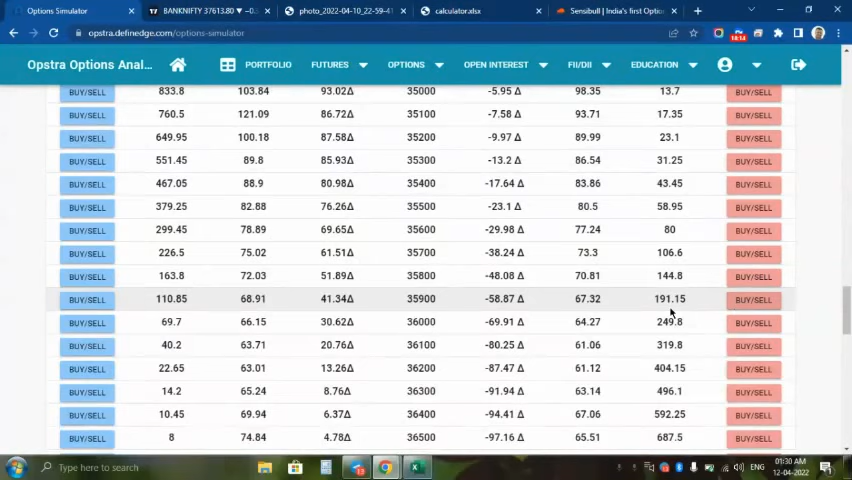 Options Simulator
BANKNIFTY 37613.80 ▼ −0.
photo_2022-04-10_22-59-41
calculator.xlsx
Sensibull | India's first Optio
opstra.definedge.com/options-simulator
Opstra Options Anal... PORTFOLIO FUTURES OPTIONS OPEN INTEREST FII/DII EDUCATION
BUY/SELL 833.8 103.84 93.02Δ 35000 -5.95 Δ 98.35 13.7 BUY/SELL
BUY/SELL 760.5 121.09 86.72Δ 35100 -7.58 Δ 93.71 17.35 BUY/SELL
BUY/SELL 649.95 100.18 87.58Δ 35200 -9.97 Δ 89.99 23.1 BUY/SELL
BUY/SELL 551.45 89.8 85.93Δ 35300 -13.2 Δ 86.54 31.25 BUY/SELL
BUY/SELL 467.05 88.9 80.98Δ 35400 -17.64 Δ 83.86 43.45 BUY/SELL
BUY/SELL 379.25 82.88 76.26Δ 35500 -23.1 Δ 80.5 58.95 BUY/SELL
BUY/SELL 299.45 78.89 69.65Δ 35600 -29.98 Δ 77.24 80 BUY/SELL
BUY/SELL 226.5 75.02 61.51Δ 35700 -38.24 Δ 73.3 106.6 BUY/SELL
BUY/SELL 163.8 72.03 51.89Δ 35800 -48.08 Δ 70.81 144.8 BUY/SELL
BUY/SELL 110.85 68.91 41.34Δ 35900 -58.87 Δ 67.32 191.15 BUY/SELL
BUY/SELL 69.7 66.15 30.62Δ 36000 -69.91 Δ 64.27 249.8 BUY/SELL
BUY/SELL 40.2 63.71 20.76Δ 36100 -80.25 Δ 61.06 319.8 BUY/SELL
BUY/SELL 22.65 63.01 13.26Δ 36200 -87.47 Δ 61.12 404.15 BUY/SELL
BUY/SELL 14.2 65.24 8.76Δ 36300 -91.94 Δ 63.14 496.1 BUY/SELL
BUY/SELL 10.45 69.94 6.37Δ 36400 -94.41 Δ 67.06 592.25 BUY/SELL
BUY/SELL 8 74.84 4.78Δ 36500 -97.16 Δ 65.51 687.5 BUY/SELL
Type here to search
ENG
01:30 AM
12-04-2022